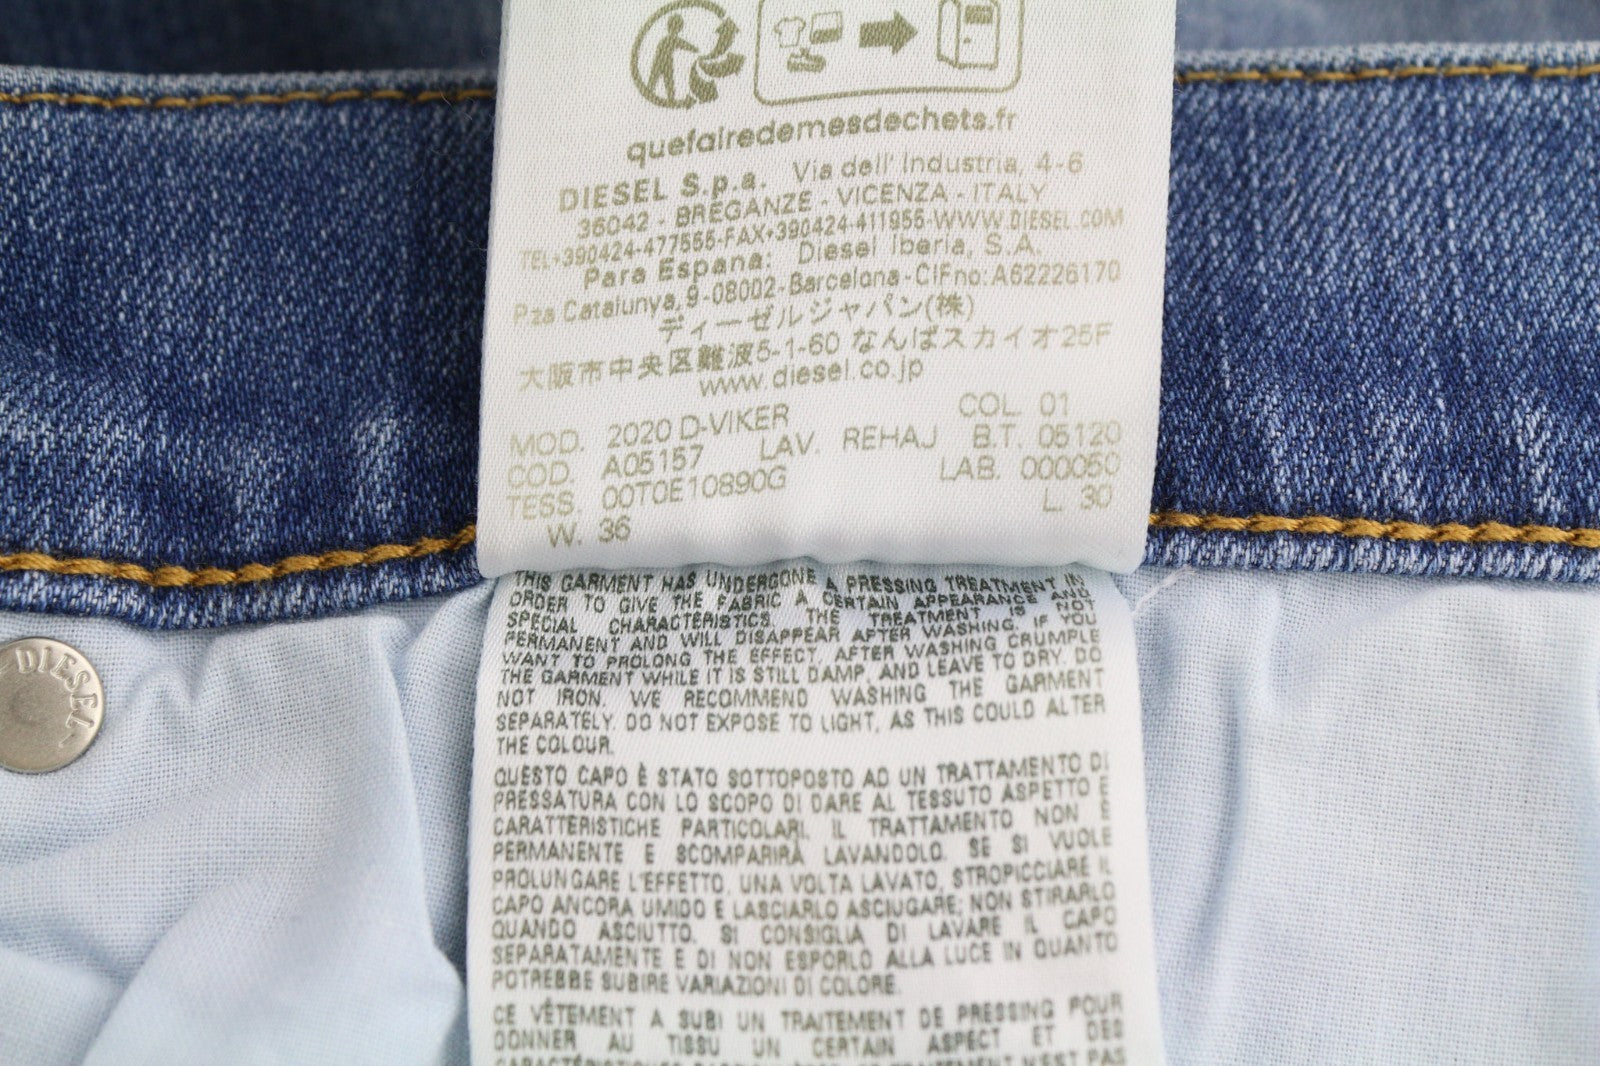 quefairedemesdechets.fr
DIESEL S.p.a. Via dell' Industria, 4-6
36042 - BREGANZE - VICENZA - ITALY
TEL+390424-477555-FAX+390424-411955-WWW.DIESEL.COM
Para Espana: Diesel Iberia, S.A.
Pza Catalunya, 9-08002-Barcelona-CIFno:A62226170
ディーゼルジャパン(株)
大阪市中央区難波5-1-60 なんばスカイオ25F
www.diesel.co.jp
MOD. 2020 D-VIKER COL. 01
COD. A05157 LAV. REHAJ B.T. 05120
TESS. 00T0E10890G LAB. 000050
W. 36 L. 30
THIS GARMENT HAS UNDERGONE A PRESSING TREATMENT IN
ORDER TO GIVE THE FABRIC A CERTAIN APPEARANCE AND
SPECIAL CHARACTERISTICS. THE TREATMENT IS NOT
PERMANENT AND WILL DISAPPEAR AFTER WASHING. IF YOU
WANT TO PROLONG THE EFFECT, AFTER WASHING CRUMPLE
THE GARMENT WHILE IT IS STILL DAMP, AND LEAVE TO DRY. DO
NOT IRON. WE RECOMMEND WASHING THE GARMENT
SEPARATELY. DO NOT EXPOSE TO LIGHT, AS THIS COULD ALTER
THE COLOUR.
QUESTO CAPO È STATO SOTTOPOSTO AD UN TRATTAMENTO DI
PRESSATURA CON LO SCOPO DI DARE AL TESSUTO ASPETTO E
CARATTERISTICHE PARTICOLARI. IL TRATTAMENTO NON È
PERMANENTE E SCOMPARIRÀ LAVANDOLO. SE SI VUOLE
PROLUNGARE L'EFFETTO, UNA VOLTA LAVATO, STROPICCIARE IL
CAPO ANCORA UMIDO E LASCIARLO ASCIUGARE; NON STIRARLO
QUANDO ASCIUTTO. SI CONSIGLIA DI LAVARE IL CAPO
SEPARATAMENTE E DI NON ESPORLO ALLA LUCE IN QUANTO
POTREBBE SUBIRE VARIAZIONI DI COLORE.
CE VÊTEMENT A SUBI UN TRAITEMENT DE PRESSING POUR
DONNER AU TISSU UN CERTAIN ASPECT ET DES
DIESEL